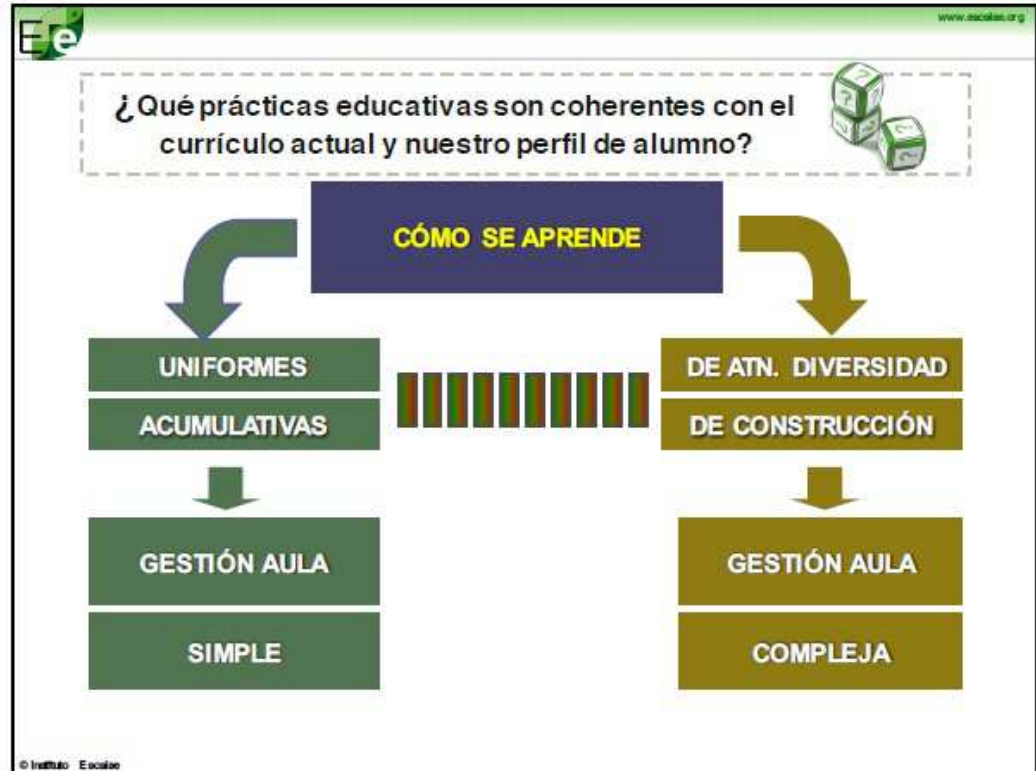 Ee
www.escalae.org
¿Qué prácticas educativas son coherentes con el
currículo actual y nuestro perfil de alumno?
? ? ?
CÓMO SE APRENDE
UNIFORMES
ACUMULATIVAS
DE ATN. DIVERSIDAD
DE CONSTRUCCIÓN
GESTIÓN AULA
SIMPLE
GESTIÓN AULA
COMPLEJA
© Instituto Escalae